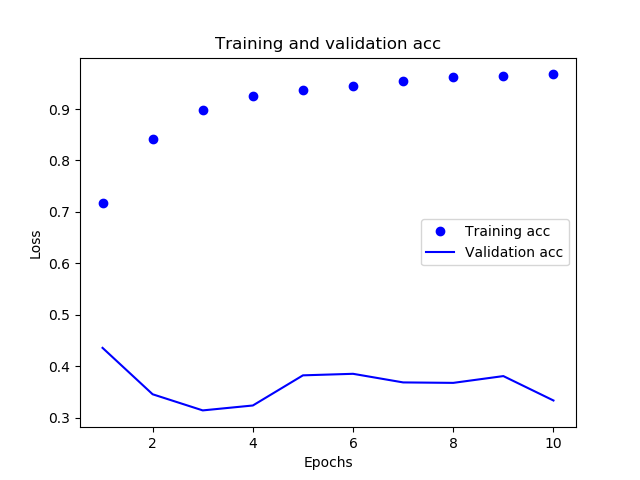 Training and validation acc
0.9
0.8
0.7
0.6
0.5
0.4
0.3
Loss
Training acc
Validation acc
2
4
6
8
10
Epochs